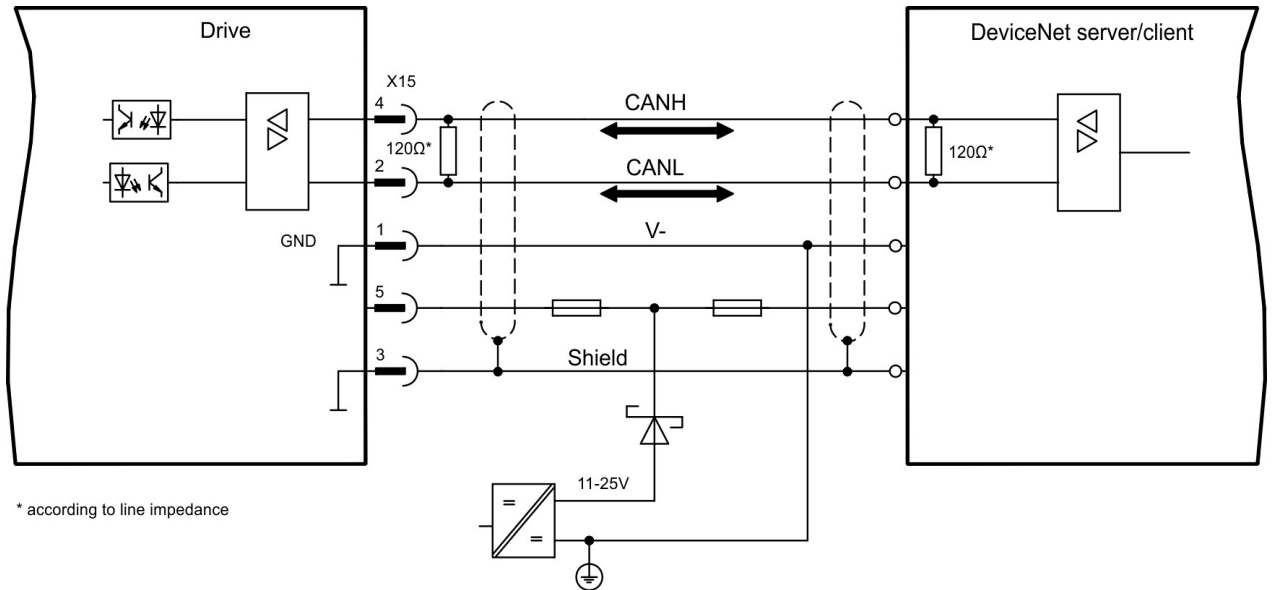 Drive
DeviceNet server/client
X15
4
CANH
120Ω*
120Ω*
2
CANL
GND
1
V-
5
3
Shield
11-25V
=
=
* according to line impedance